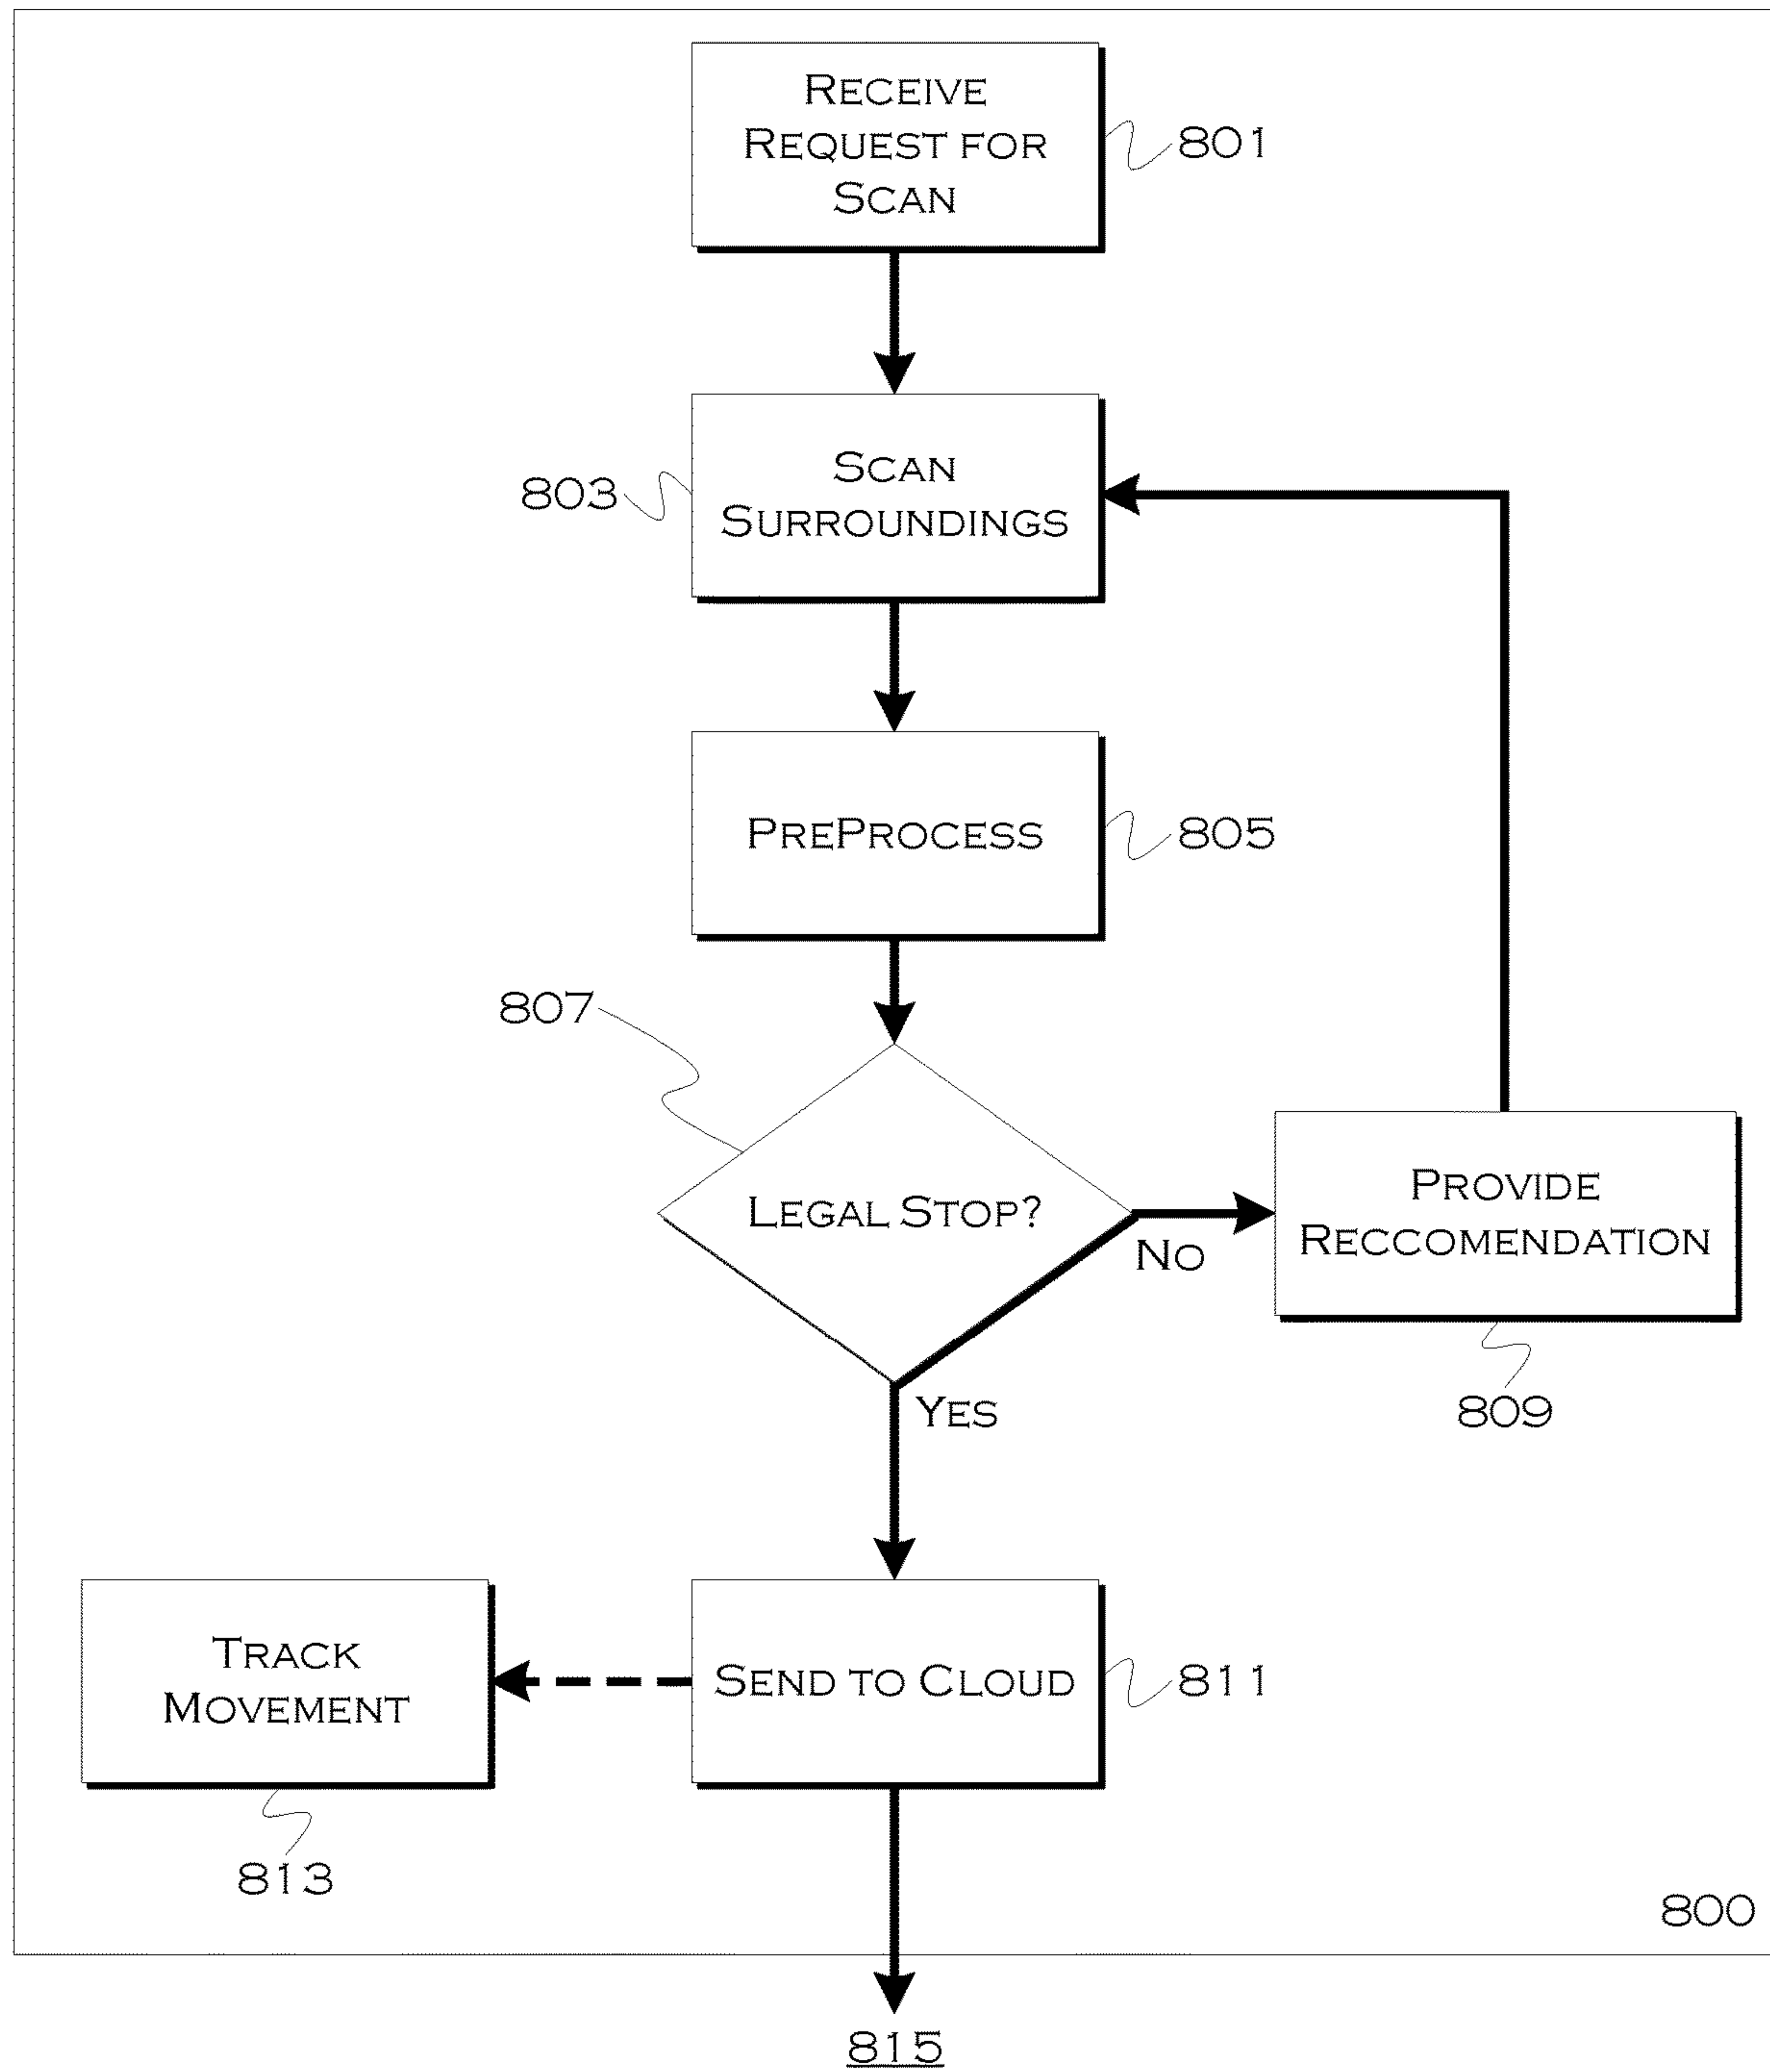 Receive
Request for
Scan
801
Scan
Surroundings
803
PreProcess
805
807
Legal Stop?
No
Provide
Reccomendation
809
Yes
Track
Movement
Send to Cloud
811
813
800
815